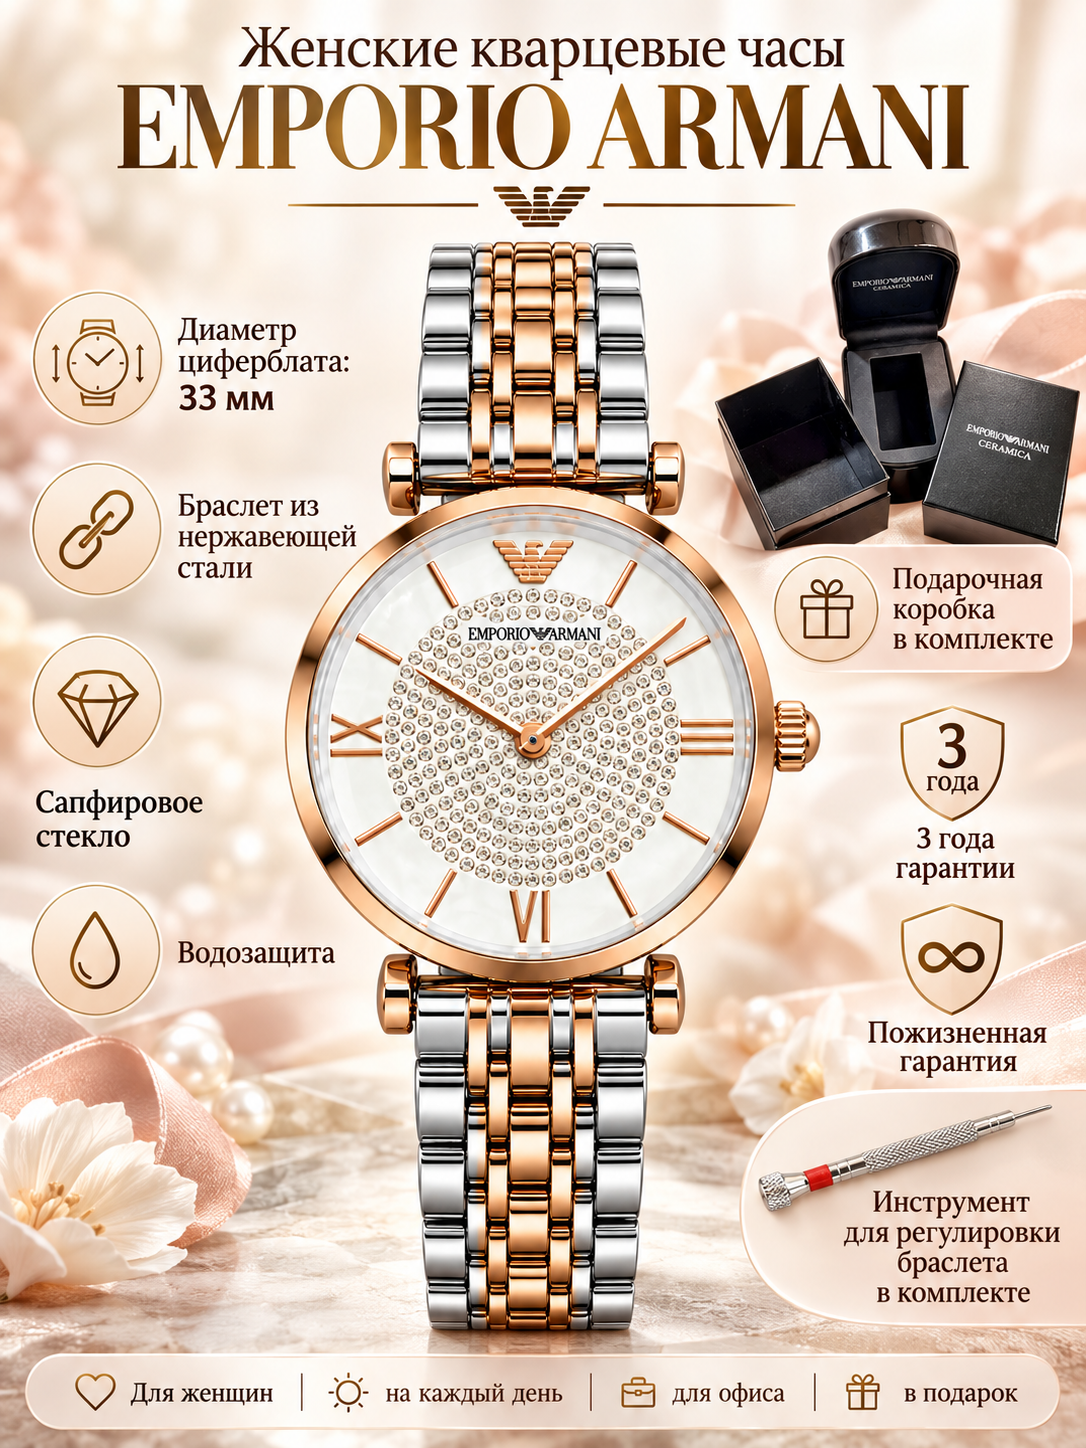 Женские кварцевые часы
EMPORIO ARMANI
Диаметр
циферблата:
33 мм
Браслет из
нержавеющей
стали
Сапфировое
стекло
Водозащита
EMPORIO ARMANI
CERAMICA
EMPORIO ARMANI
CERAMICA
Подарочная
коробка
в комплекте
EMPORIO ARMANI
VI
3
года
3 года
гарантии
Пожизненная
гарантия
Инструмент
для регулировки
браслета
в комплекте
Для женщин
на каждый день
для офиса
в подарок